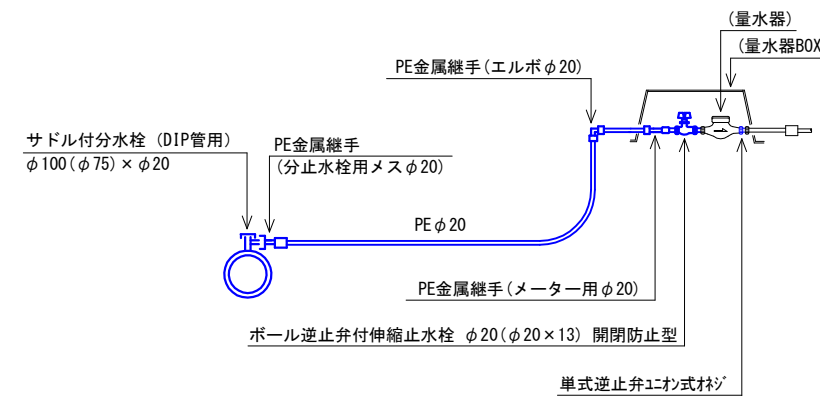 (量水器)
(量水器BOX
PE金属継手(エルボφ20)
サドル付分水栓 (DIP管用)
φ100(φ75)×φ20
PE金属継手
(分止水栓用メスφ20)
PEφ20
PE金属継手(メーター用φ20)
ボール逆止弁付伸縮止水栓 φ20(φ20×13) 開閉防止型
単式逆止弁ユニオン式オネジ